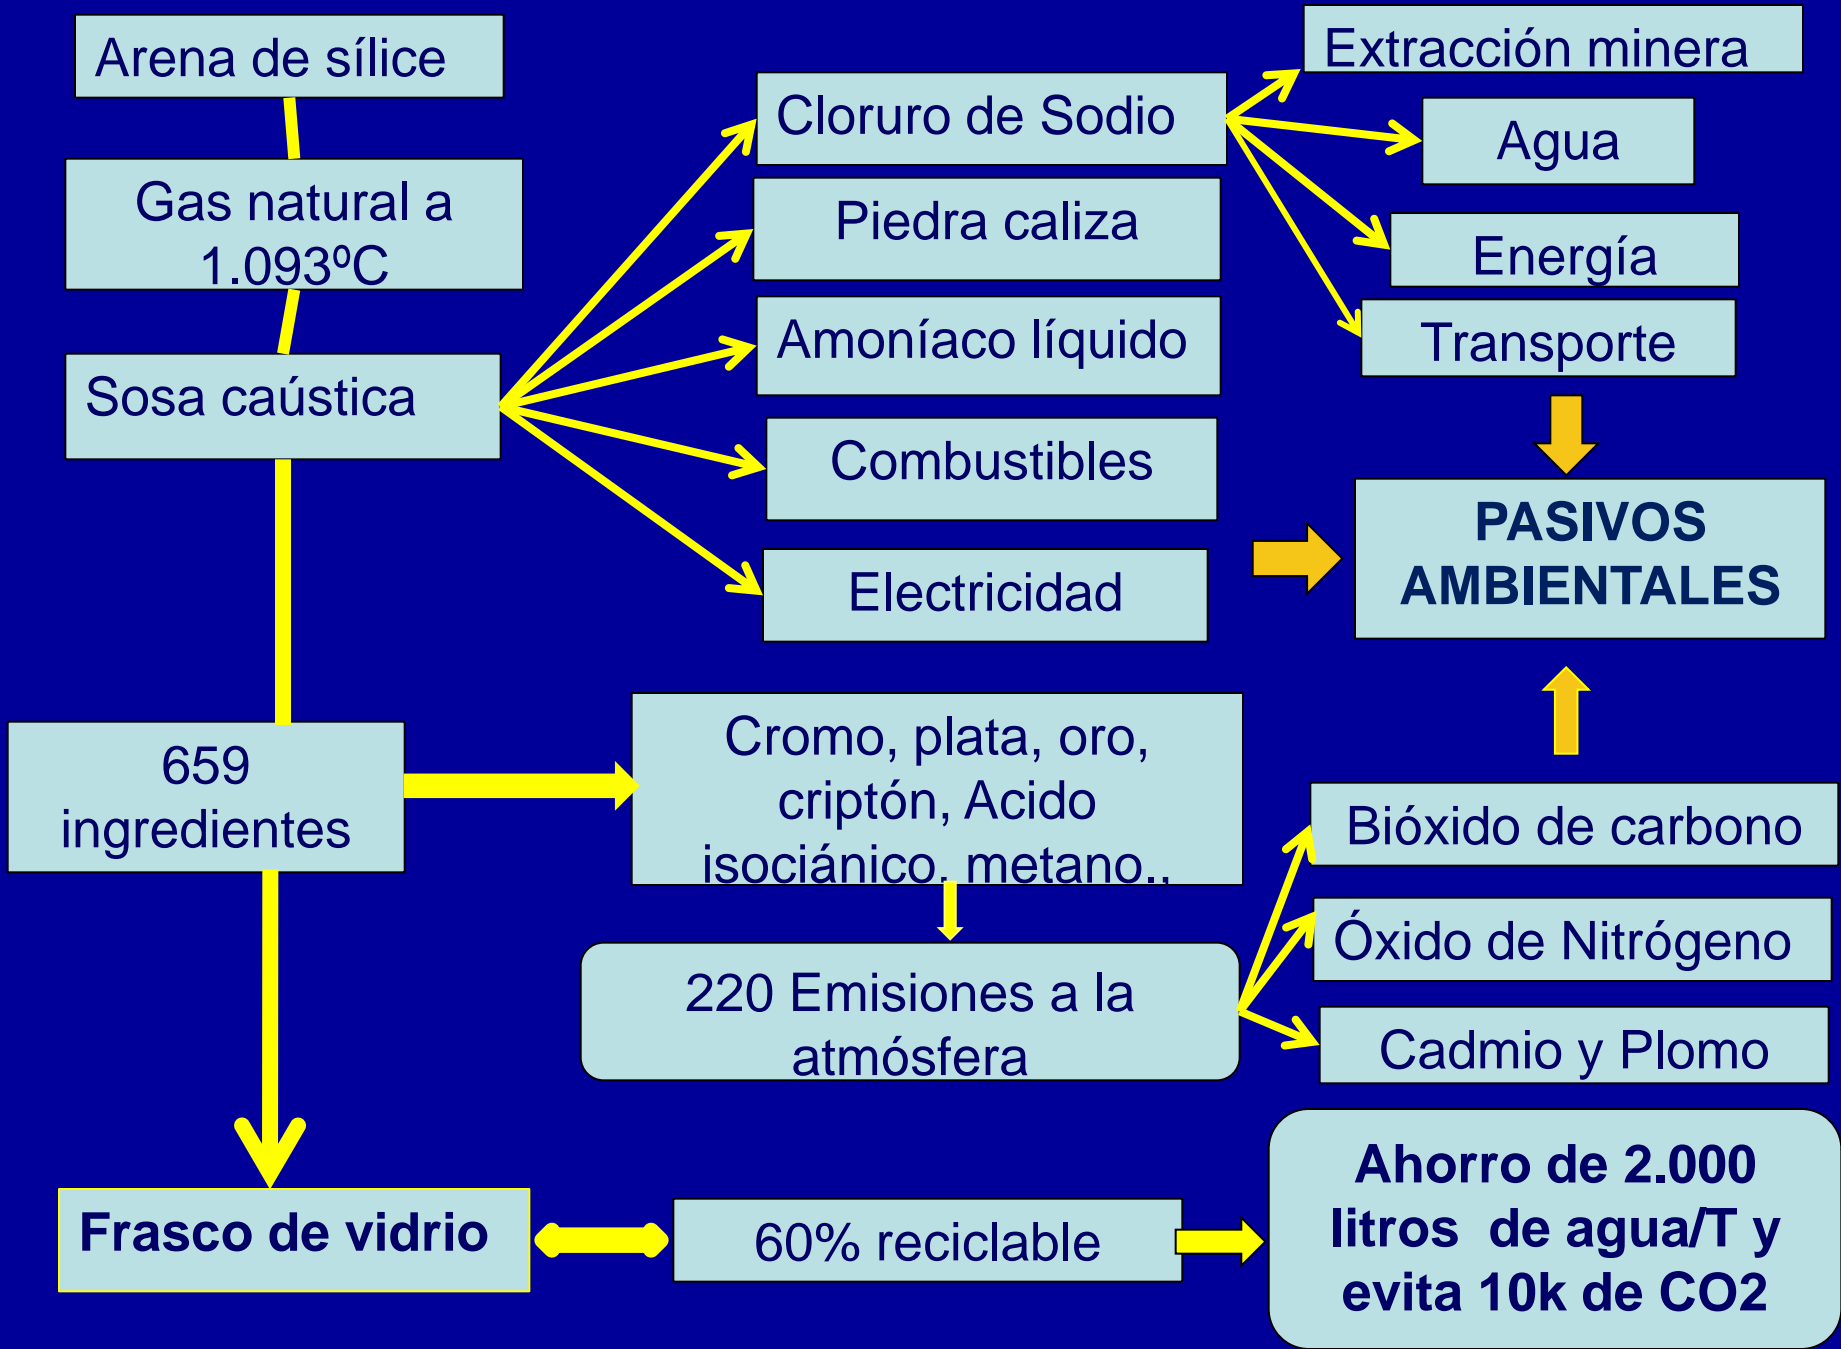 Arena de sílice
Gas natural a
1.093ºC
Sosa caústica
Cloruro de Sodio
Piedra caliza
Amoníaco líquido
Combustibles
Electricidad
Extracción minera
Agua
Energía
Transporte
PASIVOS
AMBIENTALES
659
ingredientes
Cromo, plata, oro,
criptón, Acido
isociánico, metano.,
220 Emisiones a la
atmósfera
Bióxido de carbono
Óxido de Nitrógeno
Cadmio y Plomo
Frasco de vidrio
60% reciclable
Ahorro de 2.000
litros de agua/T y
evita 10k de CO2